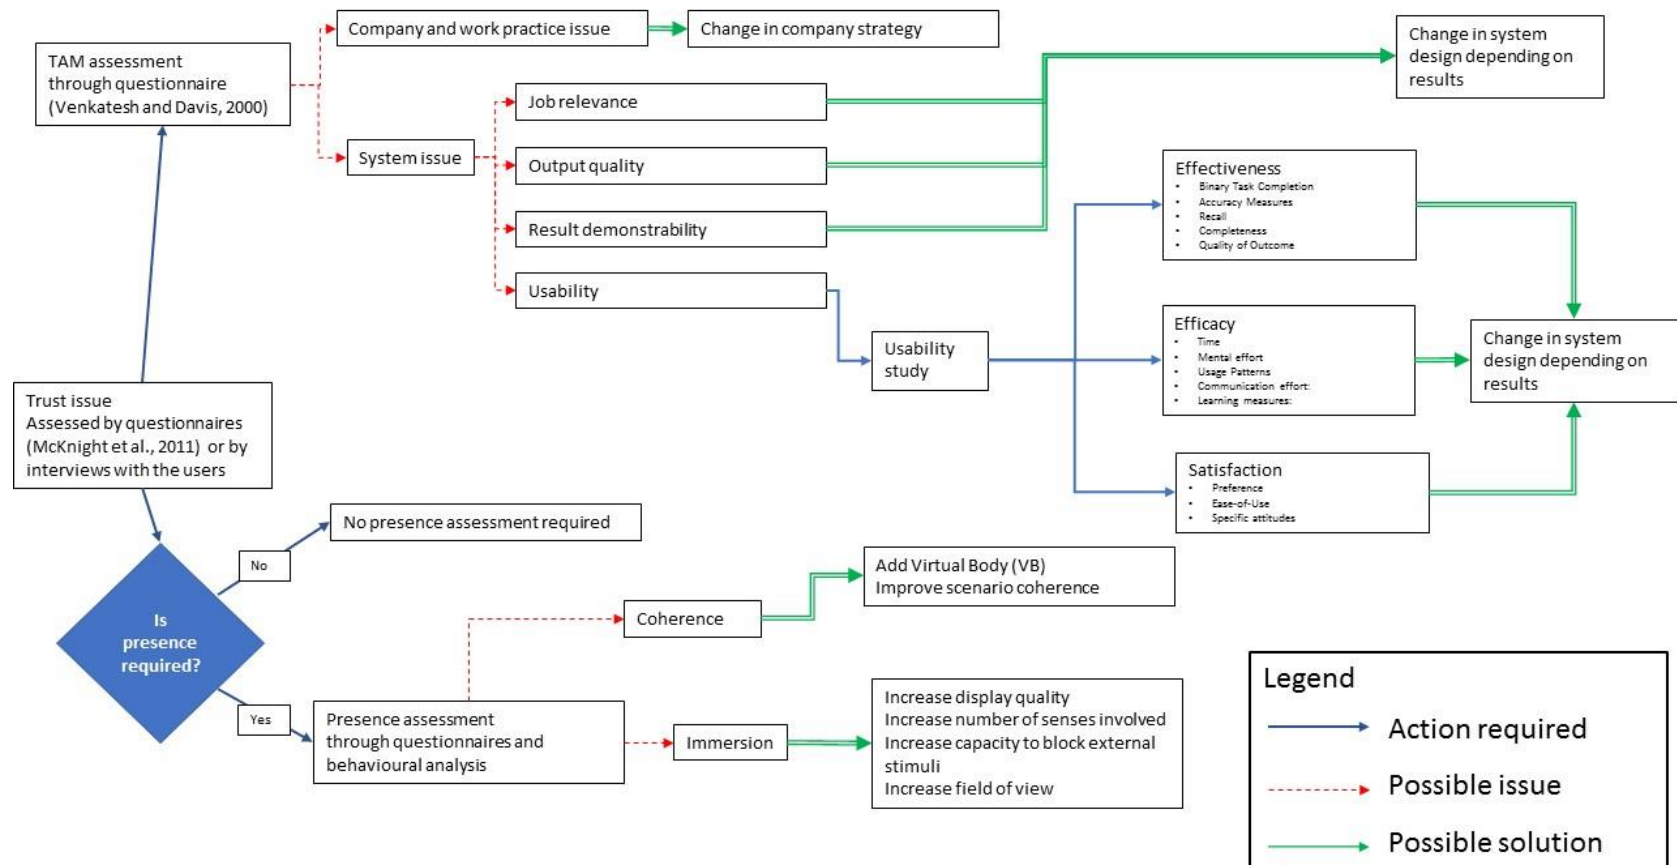 Company and work practice issue
Change in company strategy
Change in system
design depending on
results
TAM assessment
through questionnaire
(Venkatesh and Davis, 2000)
Job relevance
System issue
Output quality
Result demonstrability
Usability
Effectiveness
• Binary Task Completion
• Accuracy Measures
• Recall
• Completeness
• Quality of Outcome
Usability
study
Efficacy
• Time
• Mental effort
• Usage Patterns
• Communication effort:
• Learning measures:
Change in system
design depending on
results
Satisfaction
• Preference
• Ease-of-Use
• Specific attitudes
Trust issue
Assessed by questionnaires
(McKnight et al., 2011) or by
interviews with the users
No presence assessment required
No
Is
presence
required?
Yes
Presence assessment
through questionnaires and
behavioural analysis
Coherence
Add Virtual Body (VB)
Improve scenario coherence
Immersion
Increase display quality
Increase number of senses involved
Increase capacity to block external
stimuli
Increase field of view
Legend
Action required
Possible issue
Possible solution